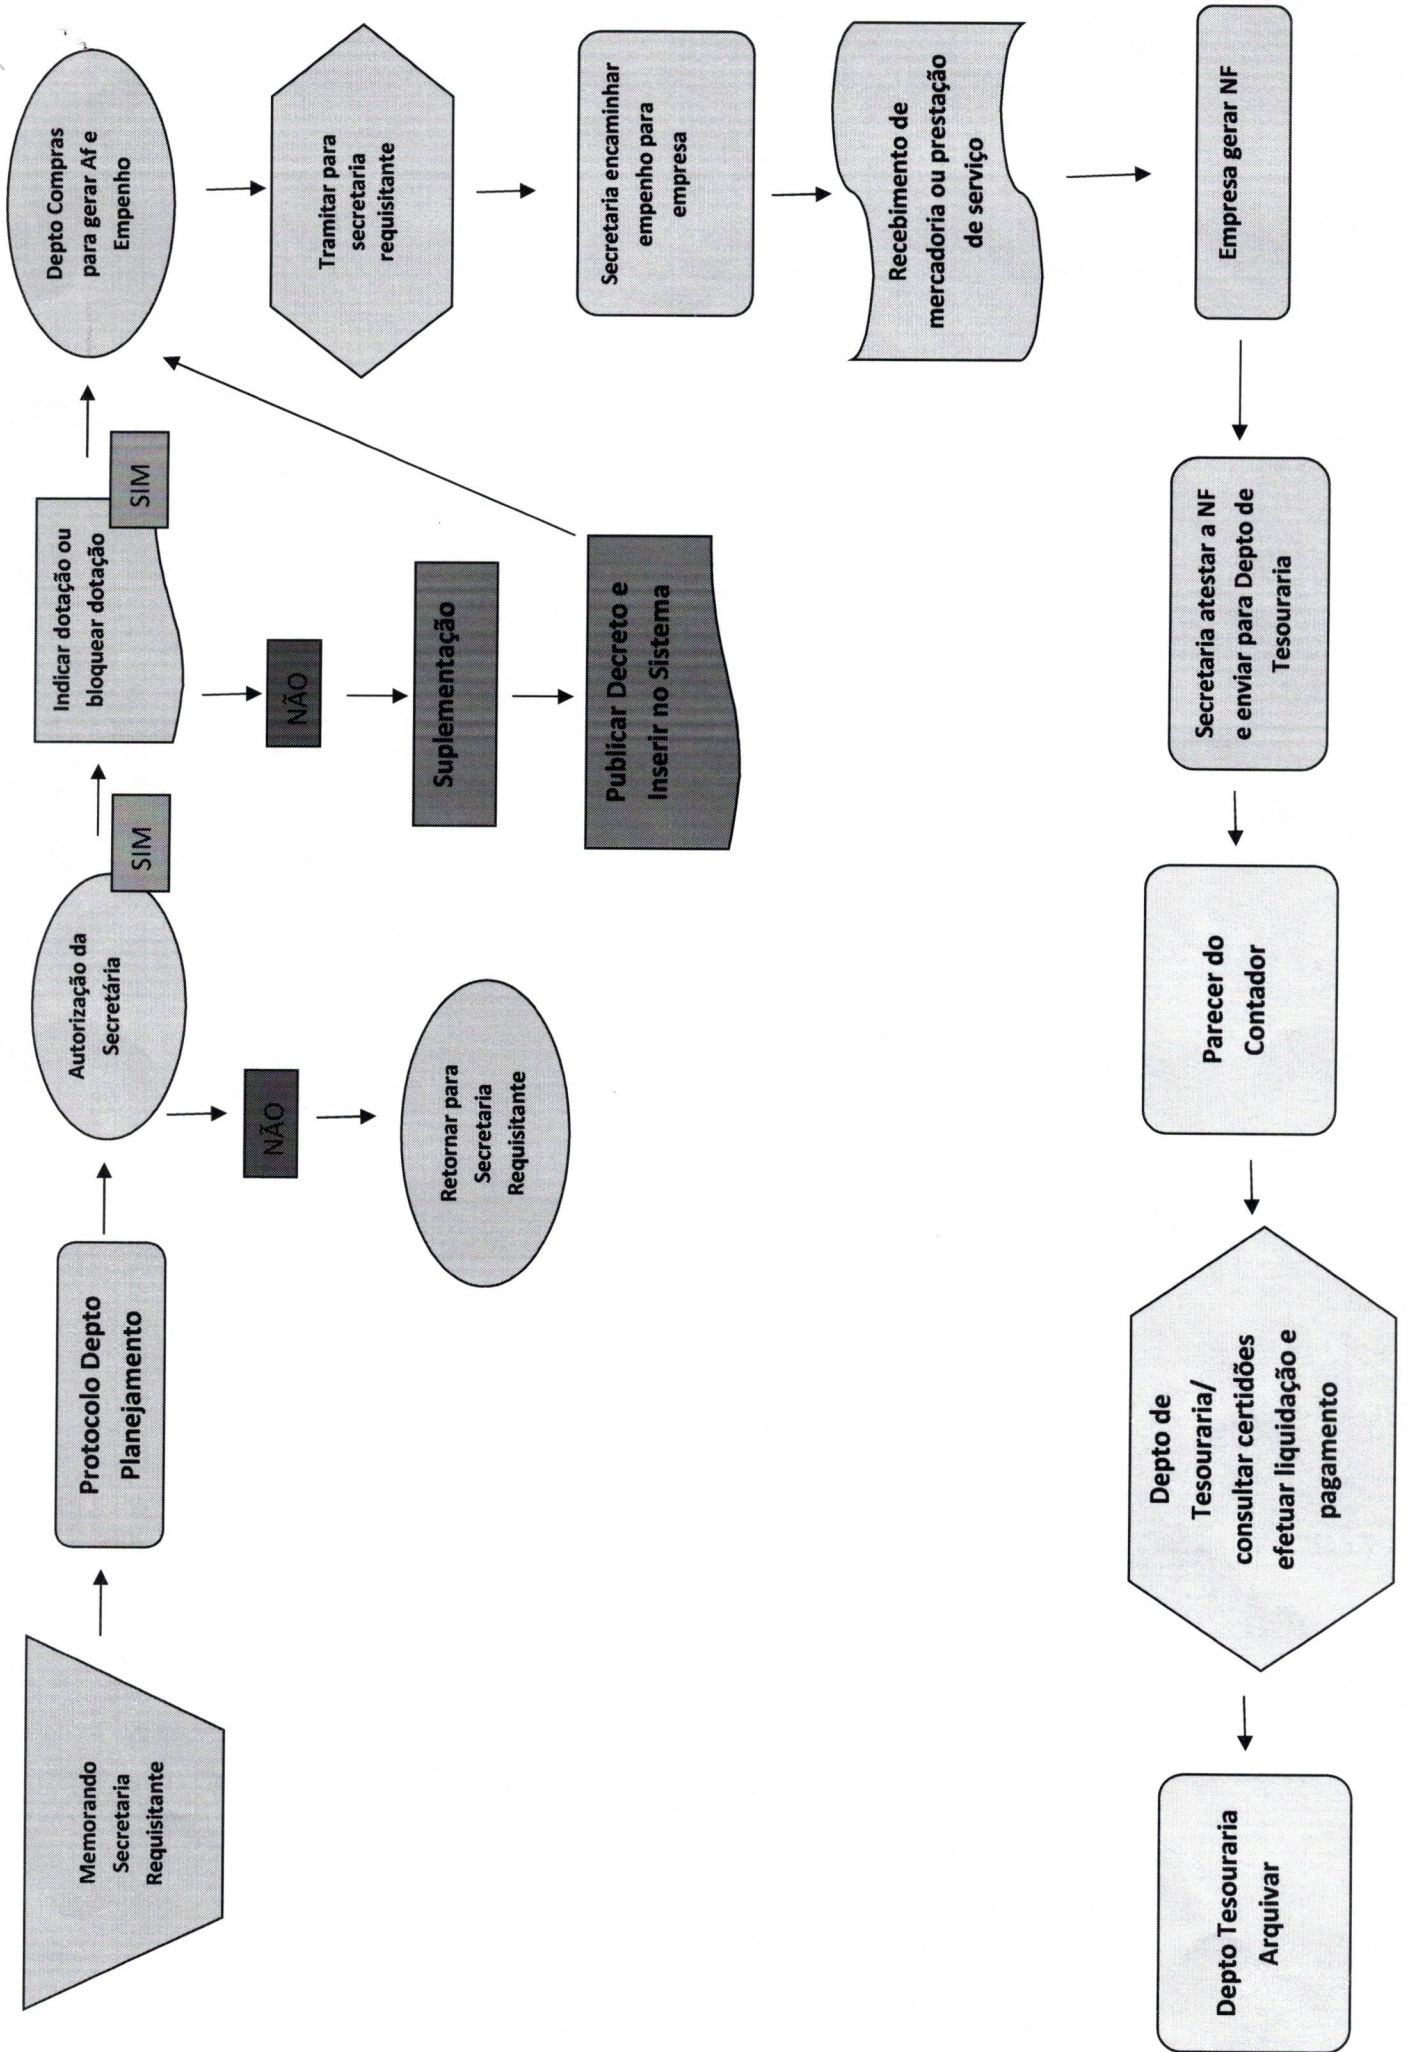 Memorando
Secretaria
Requisitante
Protocolo Depto
Planejamento
Autorização da
Secretária
SIM
NÃO
Retornar para
Secretaria
Requisitante
Indicar dotação ou
bloquear dotação
SIM
NÃO
Suplementação
Publicar Decreto e
Inserir no Sistema
Depto Compras
para gerar Af e
Empenho
Tramitar para
secretaria
requisitante
Secretaria encaminhar
empenho para
empresa
Recebimento de
mercadoria ou prestação
de serviço
Empresa gerar NF
Secretaria atestar a NF
e enviar para Depto de
Tesouraria
Parecer do
Contador
Depto de
Tesouraria/
consultar certidões
efetuar liquidação e
pagamento
Depto Tesouraria
Arquivar